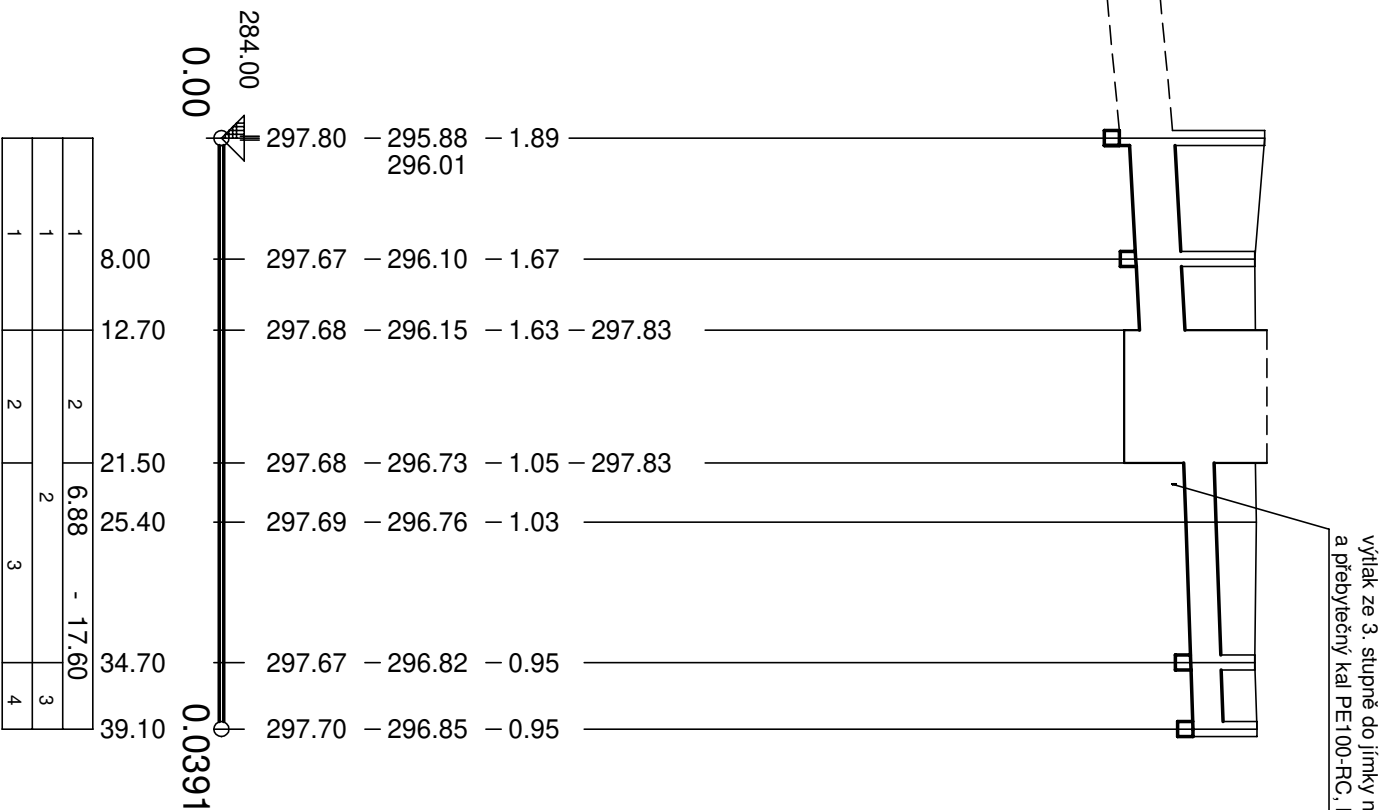 284.00
0.00
297.80 – 295.88 – 1.89
296.01
8.00 297.67 – 296.10 – 1.67
12.70 297.68 – 296.15 – 1.63 – 297.83
21.50 297.68 – 296.73 – 1.05 – 297.83
25.40 297.69 – 296.76 – 1.03
34.70 297.67 – 296.82 – 0.95
39.10 297.70 – 296.85 – 0.95
0.0391
1 2 6.88 - 17.60
1 2 3
1 2 3 4
výtlak ze 3. stupně do jímky
a přebytečný kal PE100-RC,